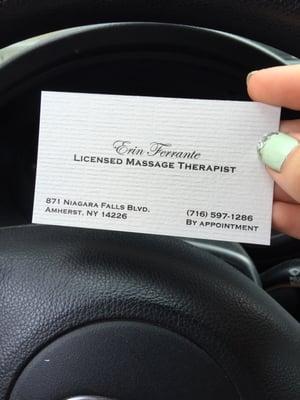 Erin Ferrante
Licensed Massage Therapist
871 Niagara Falls Blvd.
Amherst, NY 14226
(716) 597-1286
By appointment